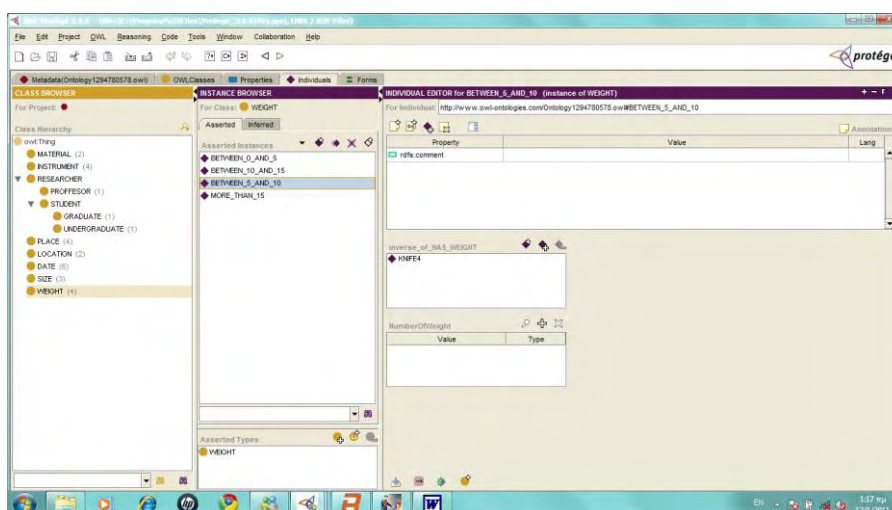 File Edit Project OWL Reasoning Code Tools Window Collaboration Help
protégé
Metadata(Ontology1294780578.owl) OWLClasses Properties Individuals Forms
CLASS BROWSER
For Project:
Class Hierarchy
owl:Thing
MATERIAL (2)
INSTRUMENT (4)
RESEARCHER
PROFFESOR (1)
STUDENT
GRADUATE (1)
UNDERGRADUATE (1)
PLACE (4)
LOCATION (2)
DATE (6)
SIZE (3)
WEIGHT (4)
INSTANCE BROWSER
For Class: WEIGHT
Asserted Inferred
Asserted Instances
BETWEEN_0_AND_5
BETWEEN_10_AND_15
BETWEEN_5_AND_10
MORE_THAN_15
Asserted Types
WEIGHT
INDIVIDUAL EDITOR for BETWEEN_5_AND_10 (instance of WEIGHT)
For Individual: http://www.owl-ontologies.com/Ontology1294780578.owl#BETWEEN_5_AND_10
Annotations
Property Value Lang
rdfs:comment
inverse_of_HAS_WEIGHT
KNIFE4
NumberOfWeight
Value Type
EN 1:17 πμ